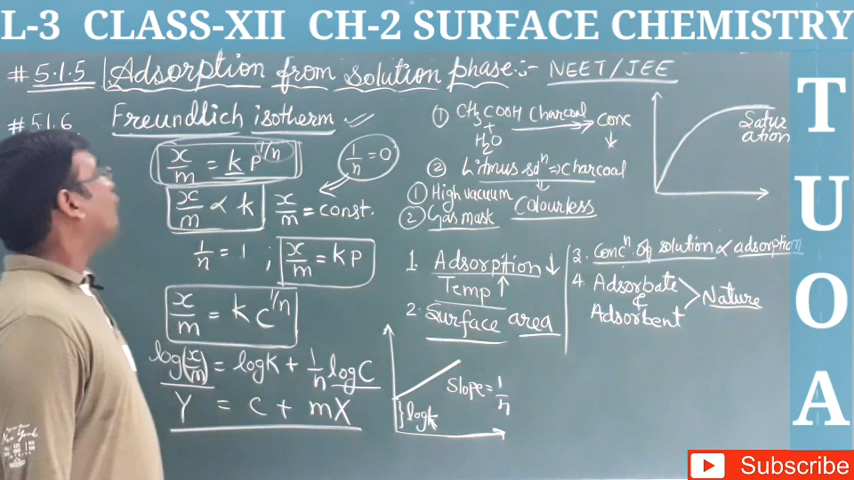 L-3 CLASS-XII CH-2 SURFACE CHEMISTRY
# 5.1.5 Adsorption from solution phase:- NEET/JEE
# 5.1.6 Freundlich isotherm ✓
x/m = k p^1/n
1/n = 0
x/m ∝ k x/m = const.
1/n = 1 ; x/m = kp
x/m = k c^1/n
log(x/m) = logK + 1/n logC
Y = C + mX
① CH3COOH Charcoal → Conc ↓
+
H2O
② Litmus solⁿ ⇒ charcoal
↓
Colourless
① High vacuum
② Gas mask
1. Adsorption ↓
Temp ↑
2. Surface area
3. Concⁿ of solution ∝ adsorption
4. Adsorbate
&
Adsorbent
Nature
Satur
ation
Slope = 1/n
} logk
TUOA
Subscribe